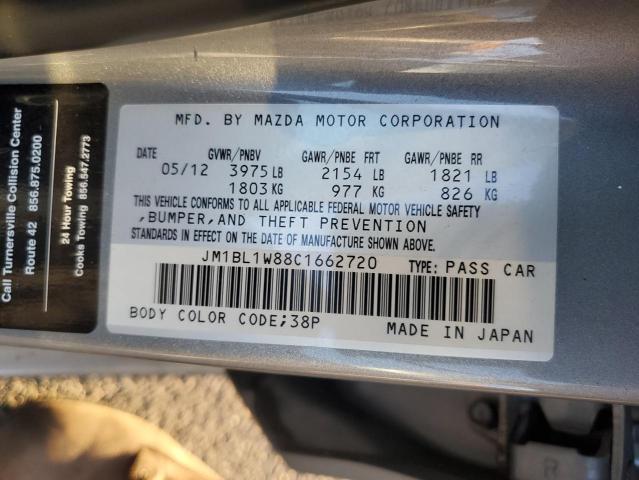 MFD. BY MAZDA MOTOR CORPORATION
DATE GVWR/PNBV GAWR/PNBE FRT GAWR/PNBE RR
05/12 3975 LB 2154 LB 1821 LB
1803 KG 977 KG 826 KG
THIS VEHICLE CONFORMS TO ALL APPLICABLE FEDERAL MOTOR VEHICLE SAFETY
,BUMPER,AND THEFT PREVENTION
STANDARDS IN EFFECT ON THE DATE OF MANUFACTURE SHOWN ABOVE.
JM1BL1W88C1662720 TYPE: PASS CAR
BODY COLOR CODE;38P MADE IN JAPAN
Call Turnersville Collision Center
Route 42 856.875.0200
24 Hour Towing
Cooks Towing 856.547.2773
R